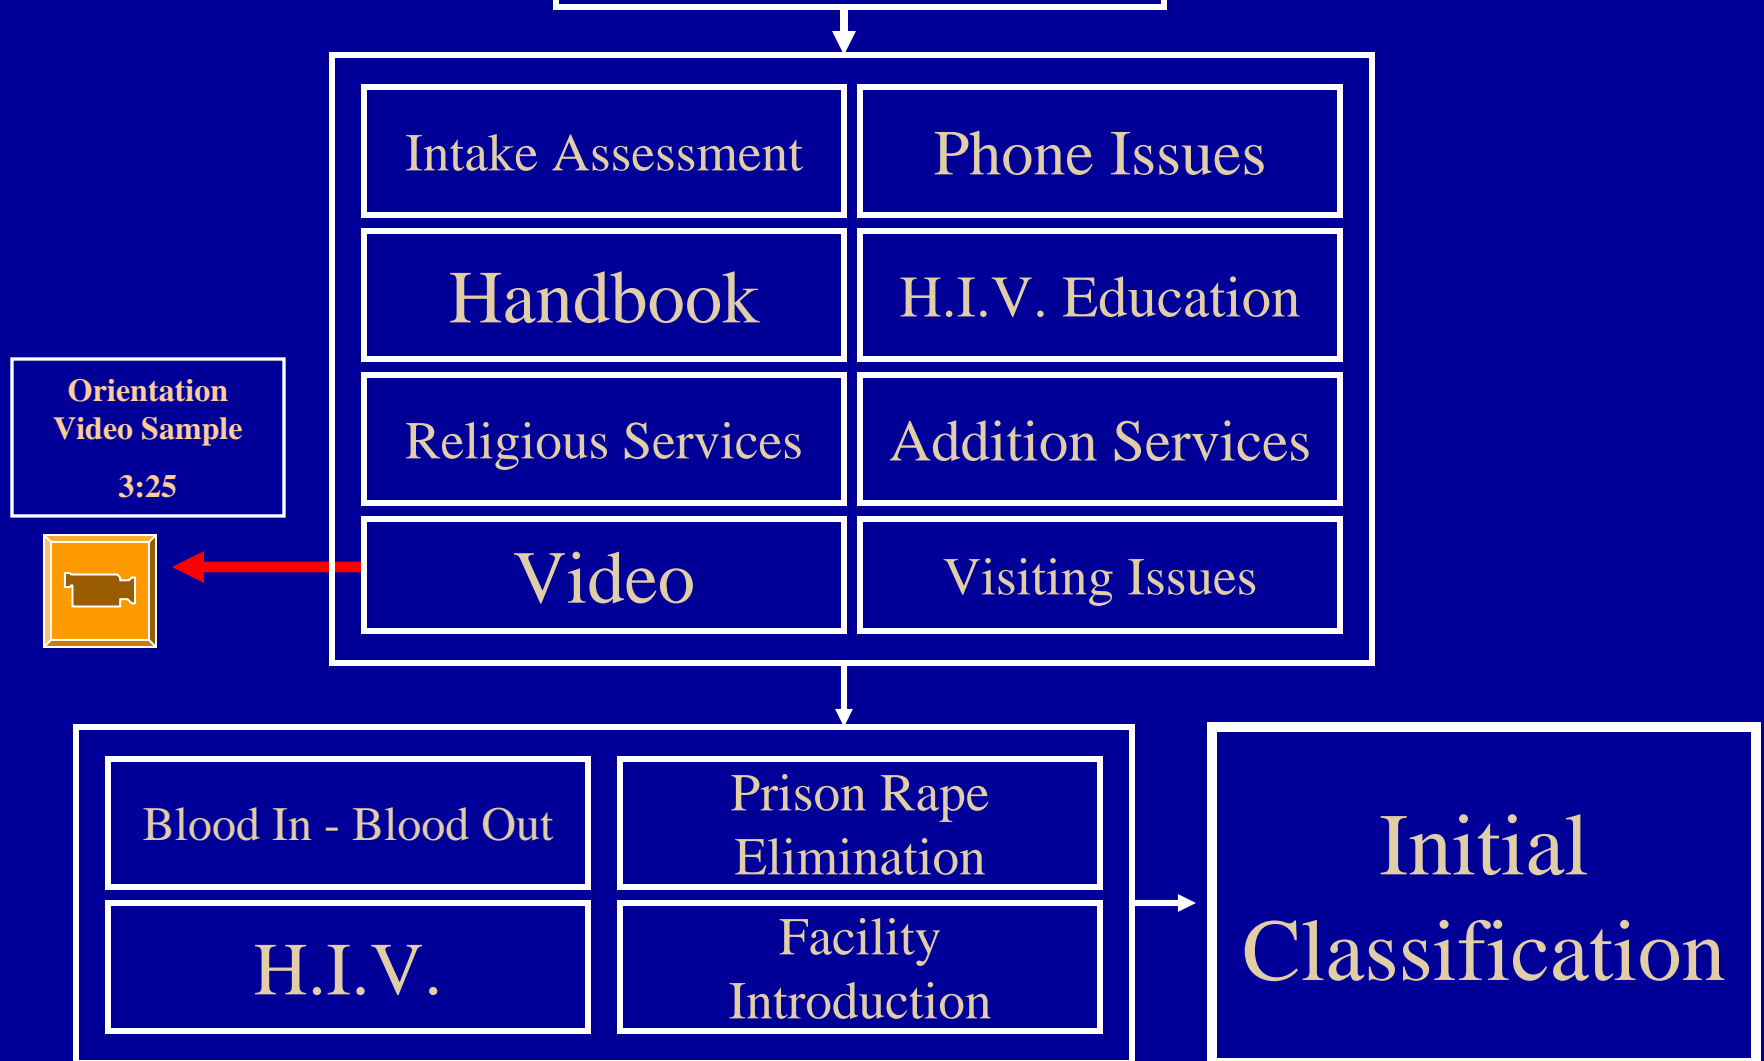 Intake Assessment
Phone Issues
Handbook
H.I.V. Education
Orientation
Video Sample
3:25
Religious Services
Addition Services
Video
Visiting Issues
Blood In - Blood Out
Prison Rape
Elimination
H.I.V.
Facility
Introduction
Initial
Classification